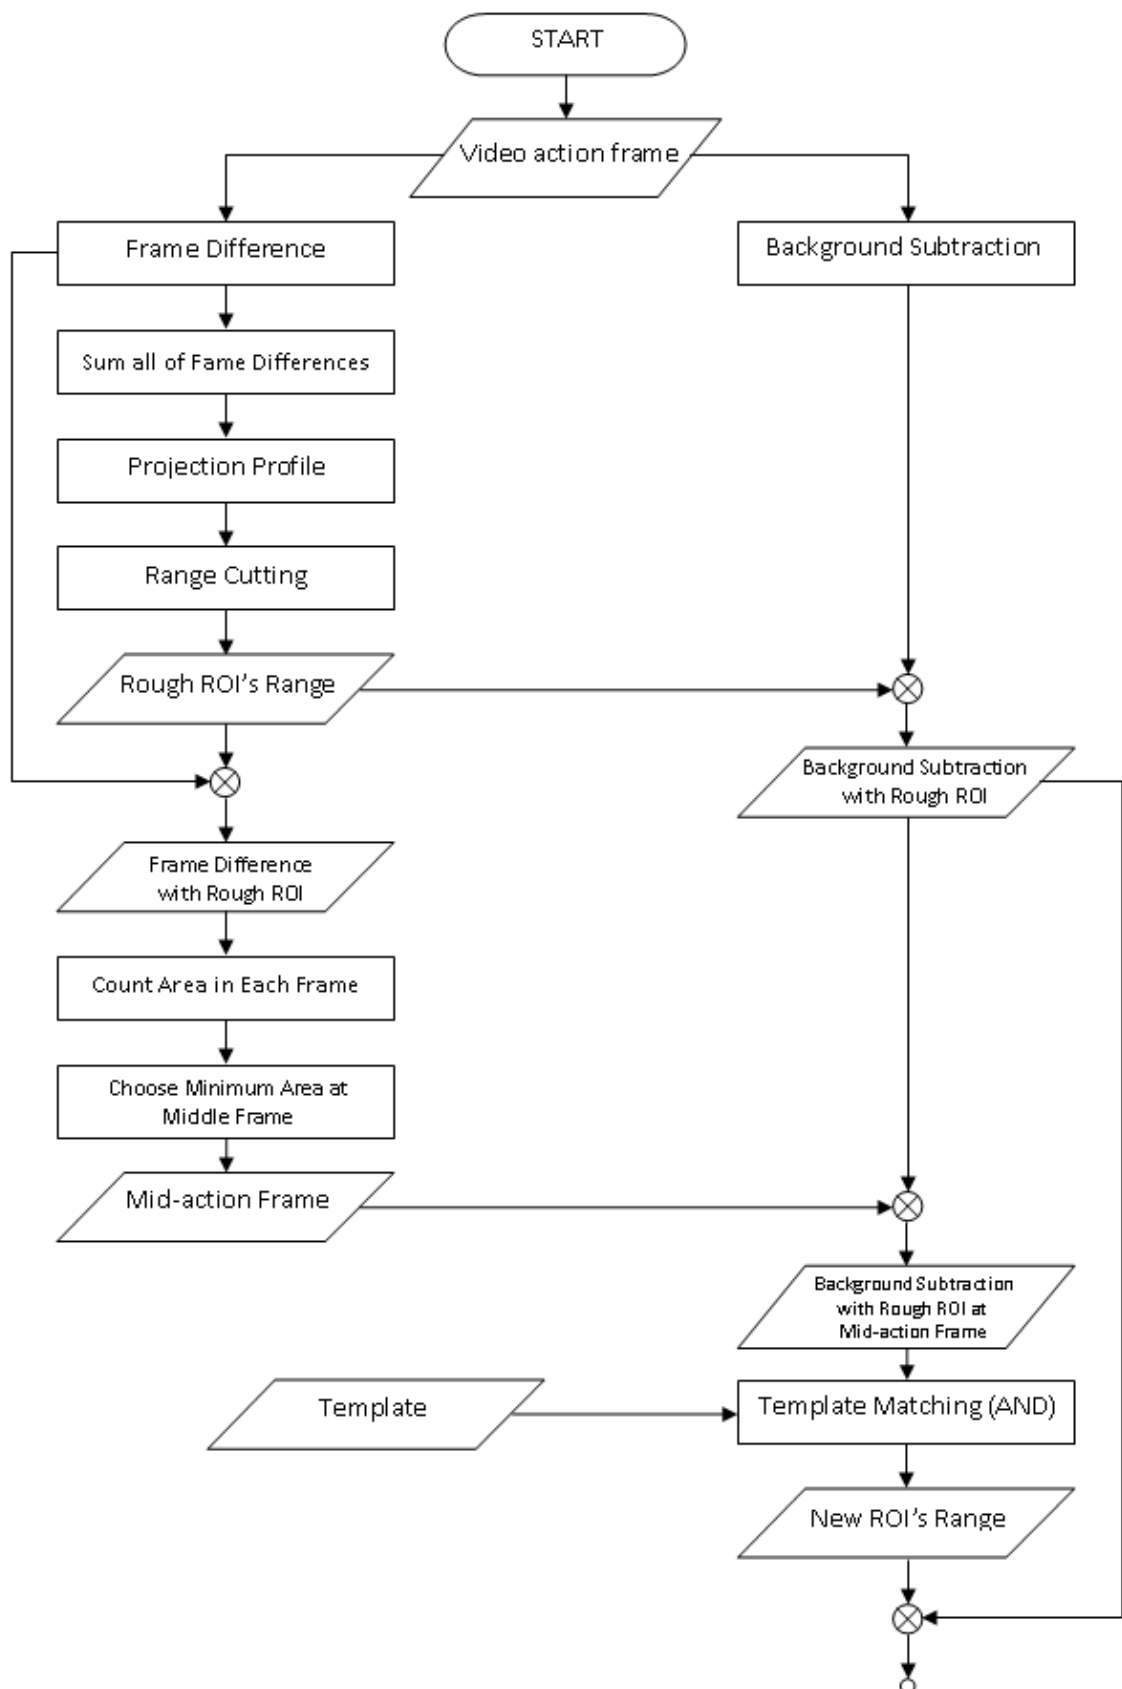 START
Video action frame
Frame Difference
Background Subtraction
Sum all of Fame Differences
Projection Profile
Range Cutting
Rough ROI's Range
Background Subtraction
with Rough ROI
Frame Difference
with Rough ROI
Count Area in Each Frame
Choose Minimum Area at
Middle Frame
Mid-action Frame
Background Subtraction
with Rough ROI at
Mid-action Frame
Template
Template Matching (AND)
New ROI's Range